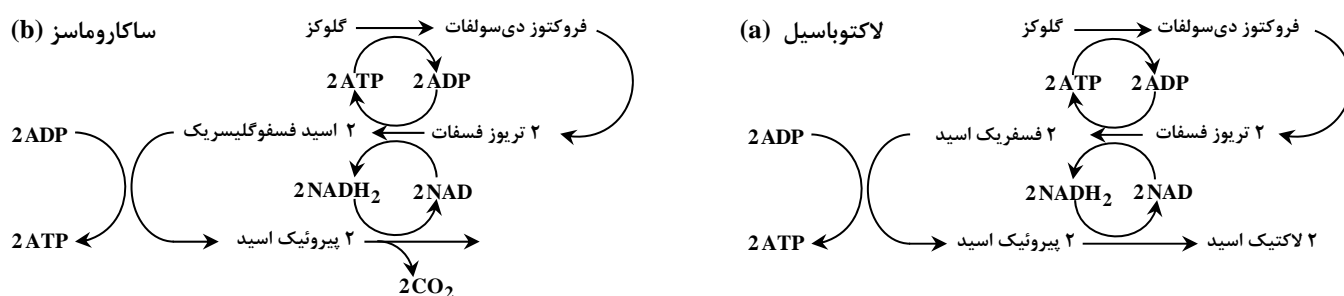 (a) لاکتوباسیل
گلوکز
فروکتوز دی‌سولفات
2ATP
2ADP
۲ تریوز فسفات
۲ فسفریک اسید
2ADP
2NADH₂
2NAD
2ATP
۲ پیروئیک اسید
۲ لاکتیک اسید
(b) ساکاروماسز
گلوکز
فروکتوز دی‌سولفات
2ATP
2ADP
۲ تریوز فسفات
۲ اسید فسفوگلیسریک
2ADP
2NADH₂
2NAD
2ATP
۲ پیروئیک اسید
2CO₂